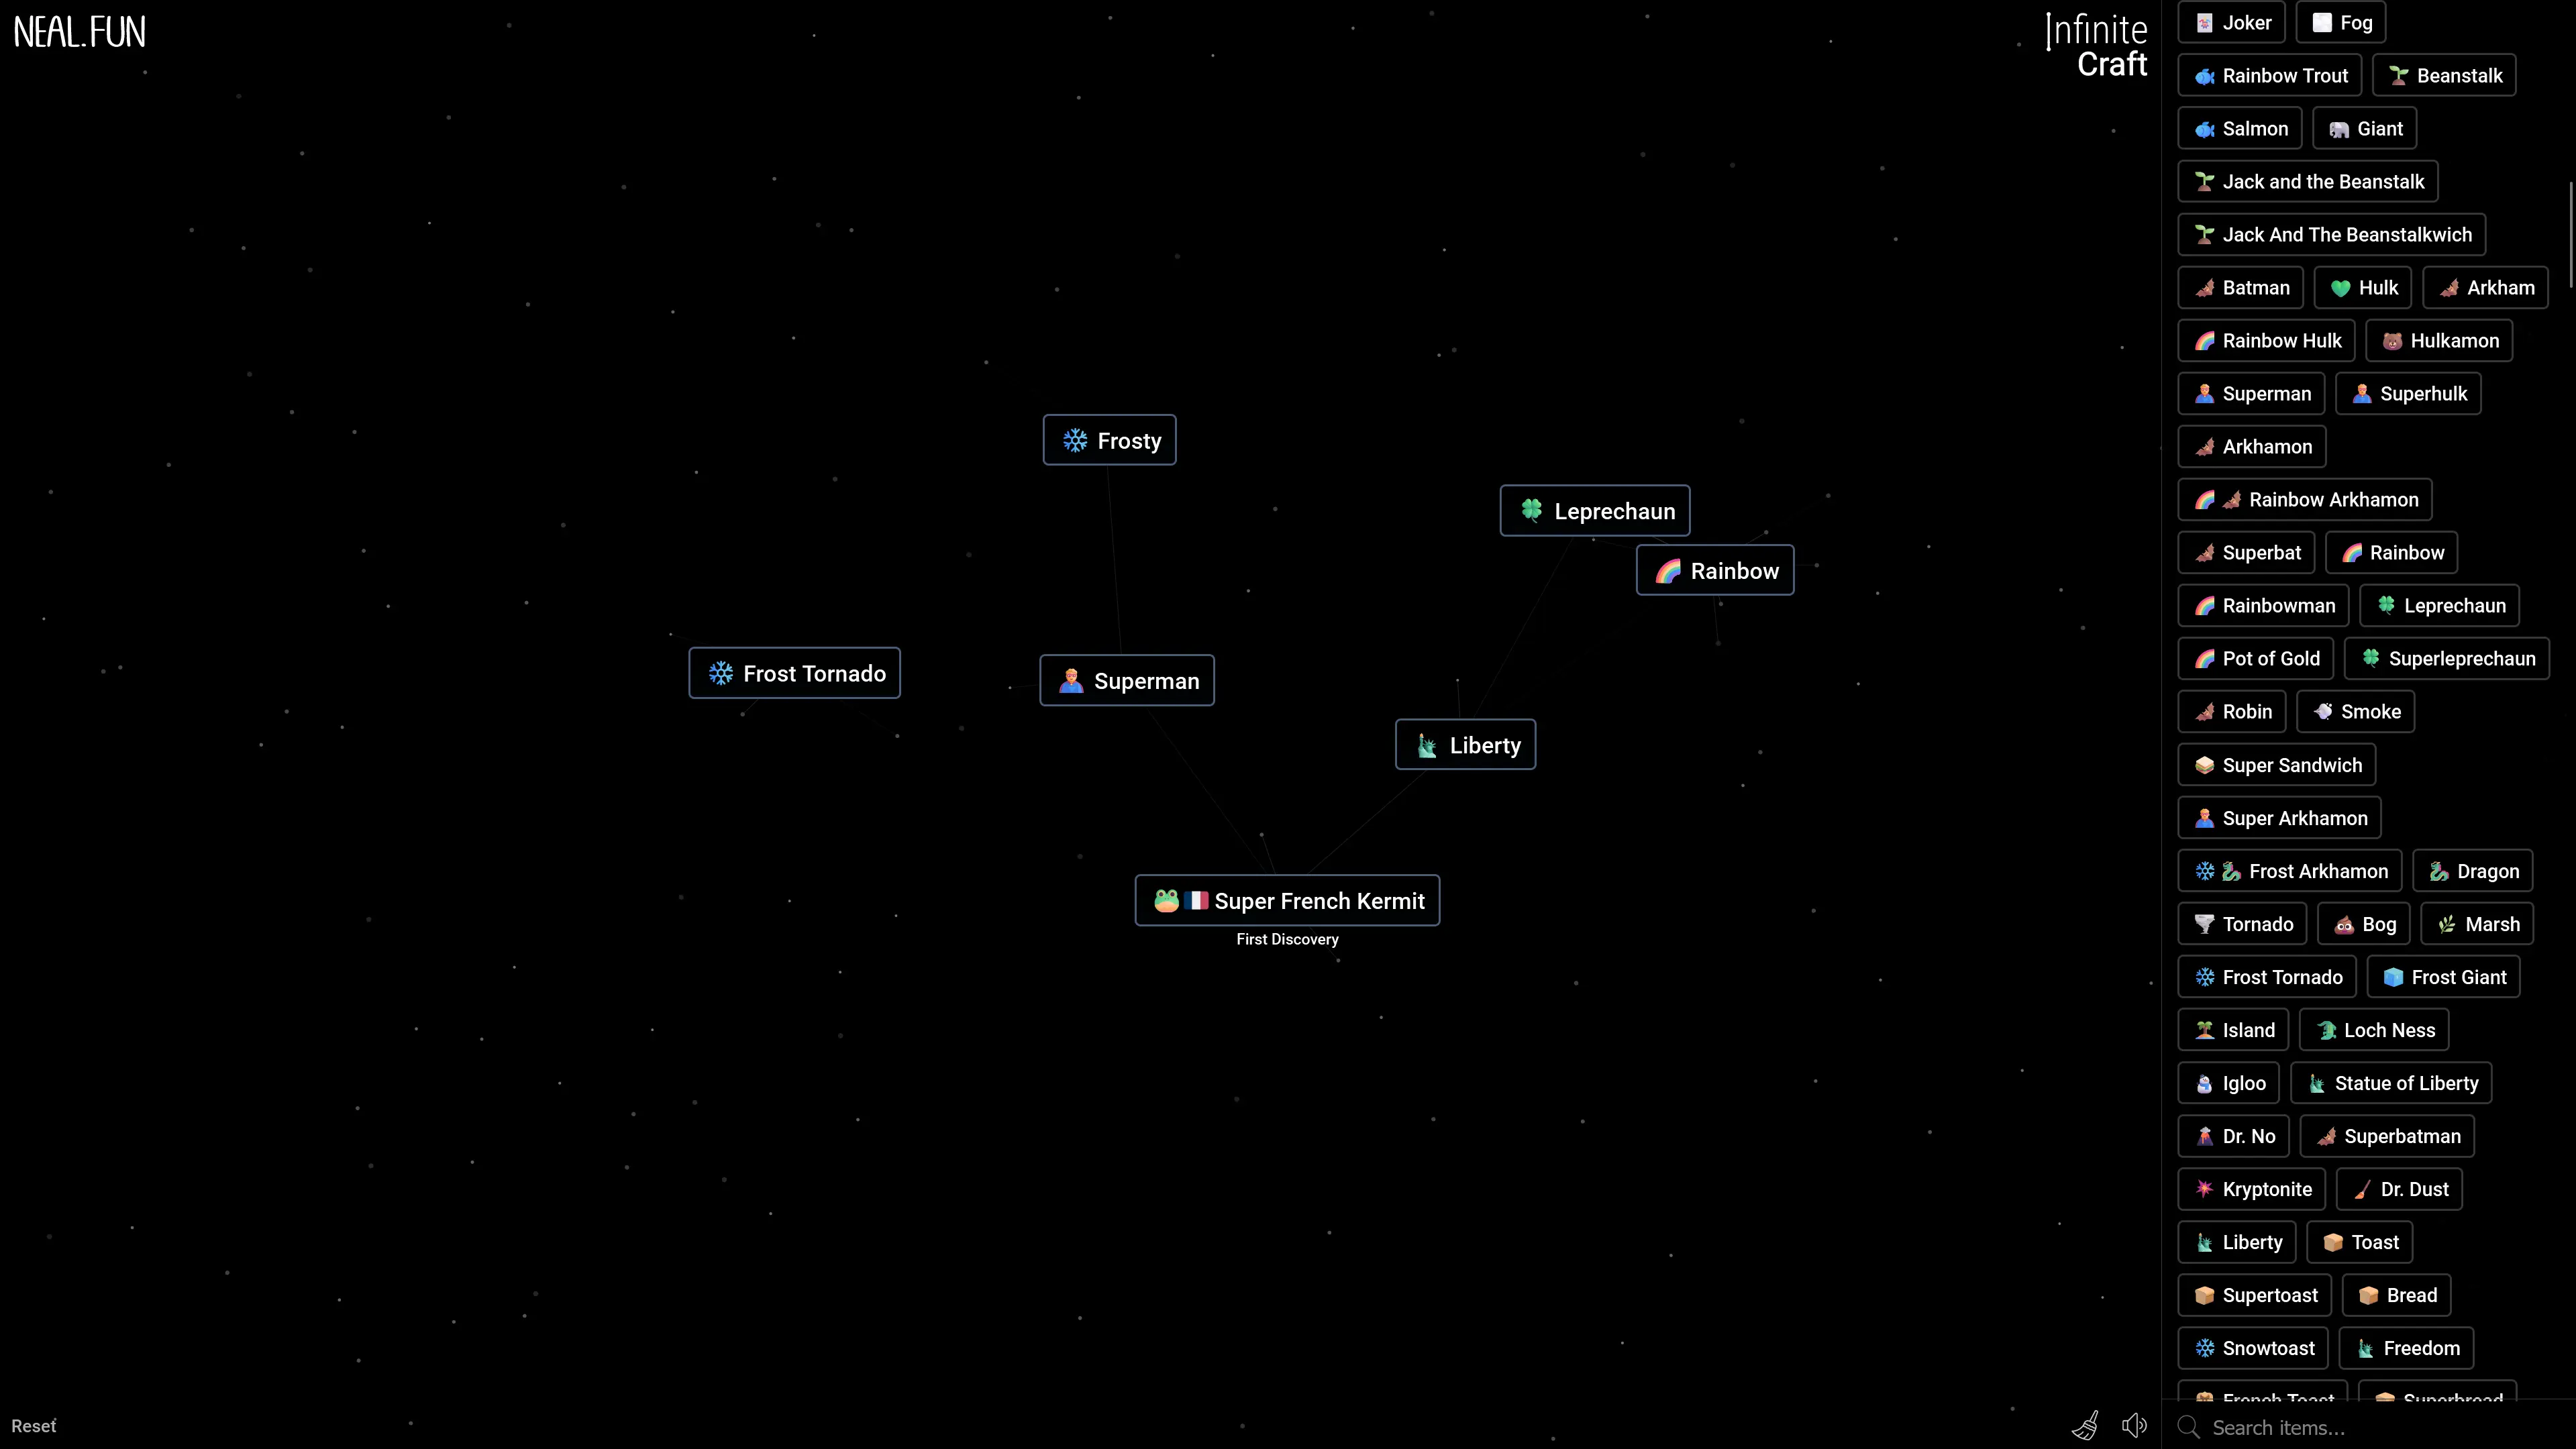 NEAL.FUN
Infinite
Craft
Frosty
Leprechaun
Rainbow
Frost Tornado
Superman
Liberty
Super French Kermit
First Discovery
Reset
Joker Fog
Rainbow Trout Beanstalk
Salmon Giant
Jack and the Beanstalk
Jack And The Beanstalkwich
Batman Hulk Arkham
Rainbow Hulk Hulkamon
Superman Superhulk
Arkhamon
Rainbow Arkhamon
Superbat Rainbow
Rainbowman Leprechaun
Pot of Gold Superleprechaun
Robin Smoke
Super Sandwich
Super Arkhamon
Frost Arkhamon Dragon
Tornado Bog Marsh
Frost Tornado Frost Giant
Island Loch Ness
Igloo Statue of Liberty
Dr. No Superbatman
Kryptonite Dr. Dust
Liberty Toast
Supertoast Bread
Snowtoast Freedom
French Toast Superbread
Search items...